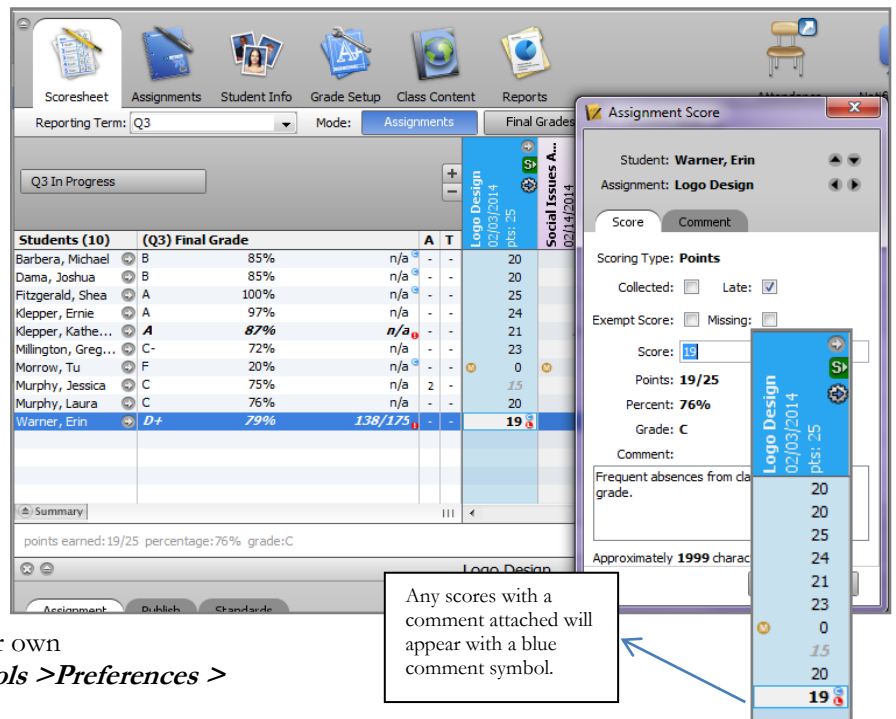 Scoresheet Assignments Student Info Grade Setup Class Content Reports
Reporting Term: Q3 Mode: Assignments Final Grades
Q3 In Progress
+
−
Logo Design
02/03/2014
pts: 25
Social Issues A...
02/14/2014
Students (10) (Q3) Final Grade A T
Barbera, Michael B 85% n/a C - - 20
Dama, Joshua B 85% n/a C - - 20
Fitzgerald, Shea A 100% n/a C - - 25
Klepper, Ernie A 97% n/a - - 24
Klepper, Kathe... A 87% n/a - - 21
Millington, Greg... C- 72% n/a - - 23
Morrow, Tu F 20% n/a C - - M 0 M
Murphy, Jessica C 75% n/a 2 - 15
Murphy, Laura C 76% n/a - - 20
Warner, Erin D+ 79% 138/175 - - 19 C L
Summary
points earned:19/25 percentage:76% grade:C
Logo Design
Assignment Publish Standards
Assignment Score X
Student: Warner, Erin
Assignment: Logo Design
Score Comment
Scoring Type: Points
Collected: Late:
Exempt Score: Missing:
Score: 19
Points: 19/25
Percent: 76%
Grade: C
Comment:
Frequent absences from cla
grade.
Approximately 1999 charac
Logo Design
02/03/2014
pts: 25
S
20
20
25
24
21
23
M 0
15
20
19 C L
Any scores with a
comment attached will
appear with a blue
comment symbol.
r own
ols >Preferences >